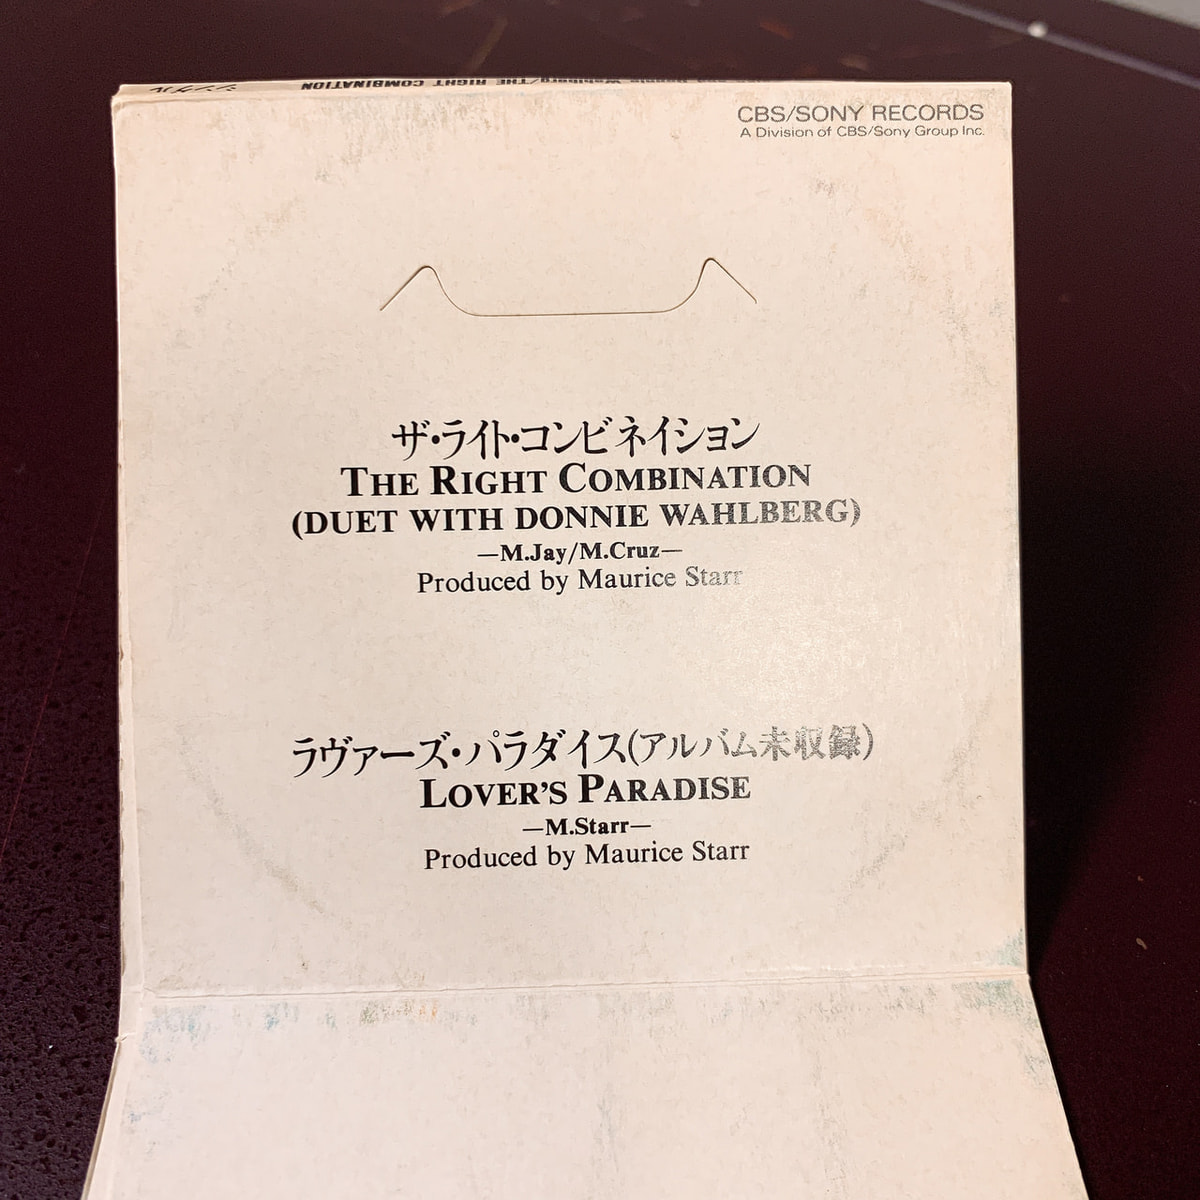 THE RIGHT COMBINATION
CBS/SONY RECORDS
A Division of CBS/Sony Group Inc.
ザ・ライト・コンビネイション
THE RIGHT COMBINATION
(DUET WITH DONNIE WAHLBERG)
—M.Jay/M.Cruz—
Produced by Maurice Starr
ラヴァーズ・パラダイス(アルバム未収録)
LOVER'S PARADISE
—M.Starr—
Produced by Maurice Starr